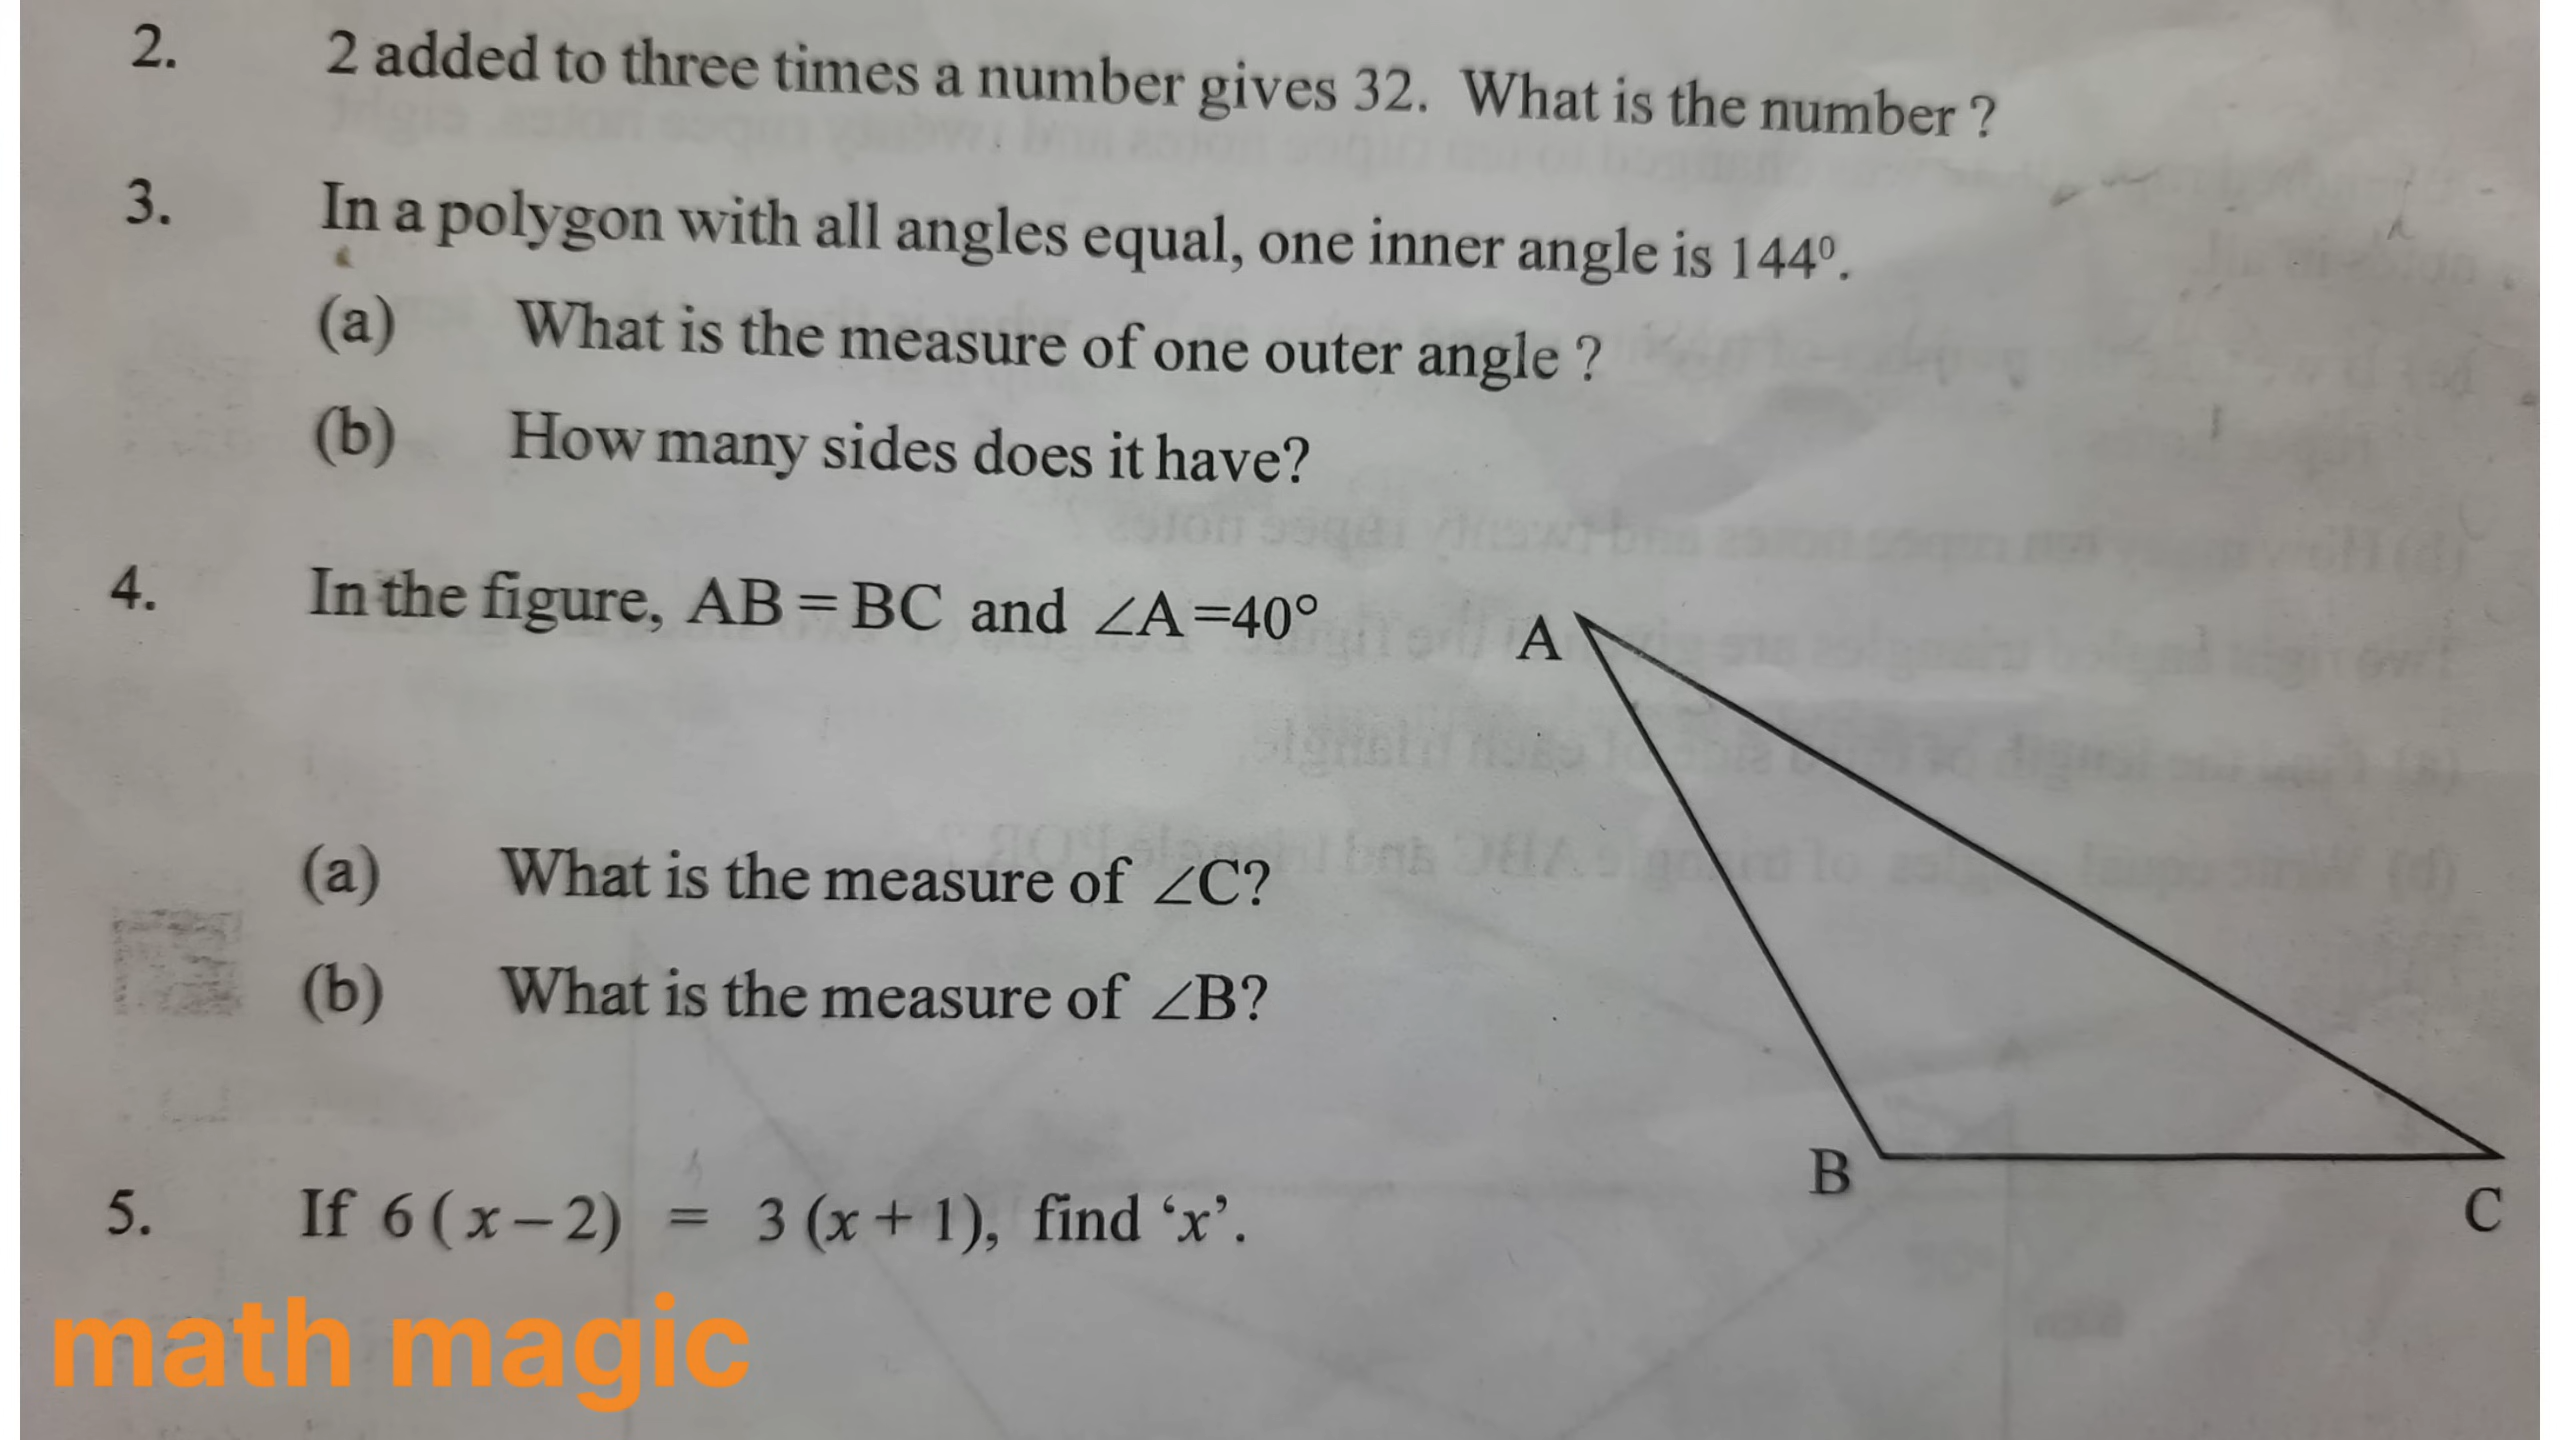 2. 2 added to three times a number gives 32. What is the number ?
3. In a polygon with all angles equal, one inner angle is 144⁰.
(a) What is the measure of one outer angle ?
(b) How many sides does it have?
4. In the figure, AB = BC and ∠A=40°
A
(a) What is the measure of ∠C?
(b) What is the measure of ∠B?
B
C
5. If 6 ( x – 2) = 3 (x + 1), find ‘x’.
math magic